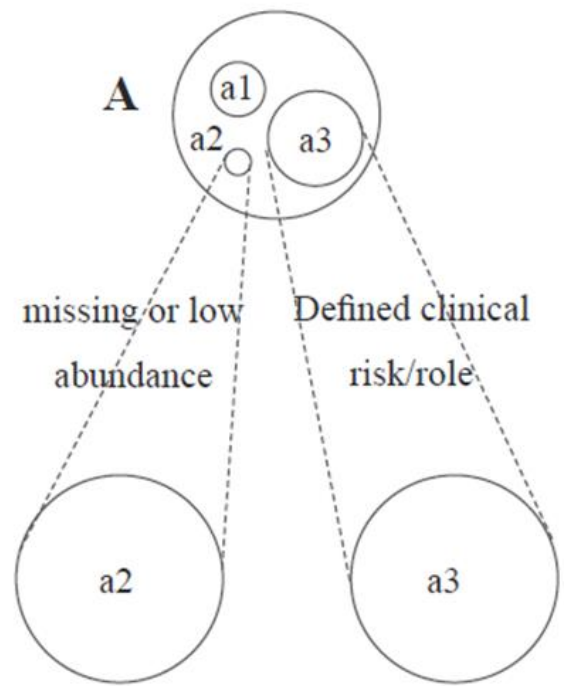 A
a1
a2
a3
missing or low
abundance
Defined clinical
risk/role
a2
a3